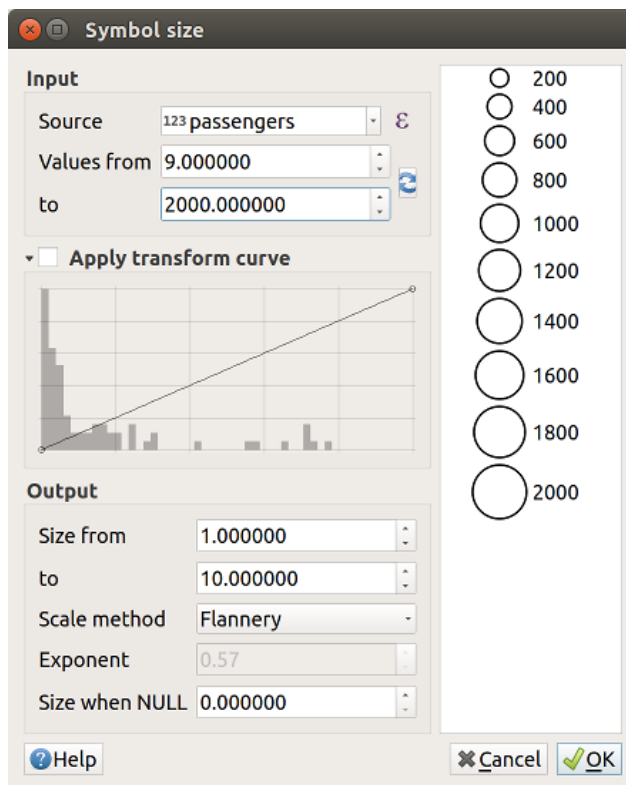 Symbol size
Input
Source 123 passengers ε
Values from 9.000000
to 2000.000000
Apply transform curve
Output
Size from 1.000000
to 10.000000
Scale method Flannery
Exponent 0.57
Size when NULL 0.000000
200
400
600
800
1000
1200
1400
1600
1800
2000
?Help
Cancel
OK